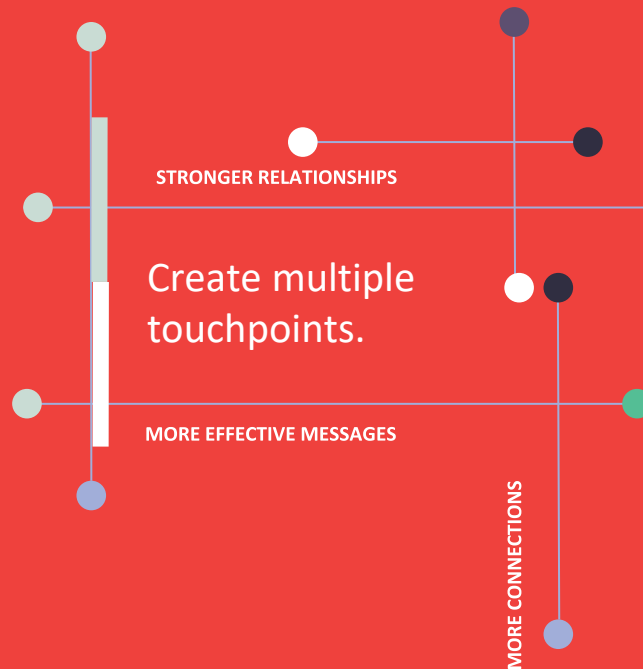 STRONGER RELATIONSHIPS
Create multiple
touchpoints.
MORE EFFECTIVE MESSAGES
MORE CONNECTIONS